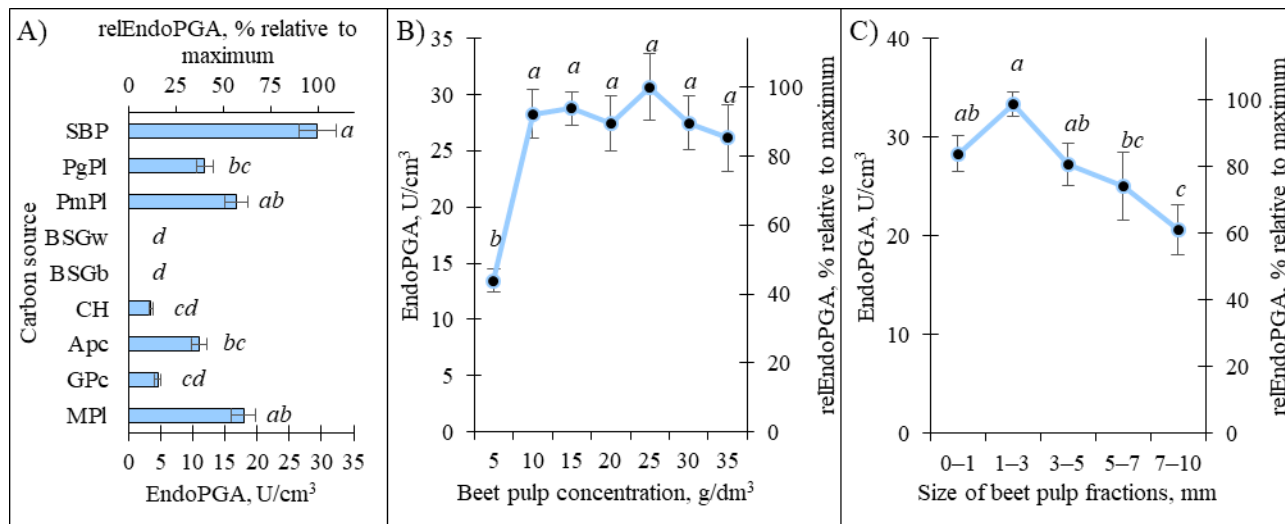 A)
relEndoPGA, % relative to
maximum
0 25 50 75 100
Carbon source
SBP a
PgPl bc
PmPl ab
BSGw d
BSGb d
CH cd
Apc bc
GPc cd
MPl ab
0 5 10 15 20 25 30 35
EndoPGA, U/cm³
B)
EndoPGA, U/cm³
35
30
25
20
15
10
5
0
b a a a a a a
100
80
60
40
20
0
relEndoPGA, % relative to maximum
5 10 15 20 25 30 35
Beet pulp concentration, g/dm³
C)
EndoPGA, U/cm³
40
30
20
10
0
ab a ab bc c
100
80
60
40
20
0
relEndoPGA, % relative to maximum
0–1 1–3 3–5 5–7 7–10
Size of beet pulp fractions, mm